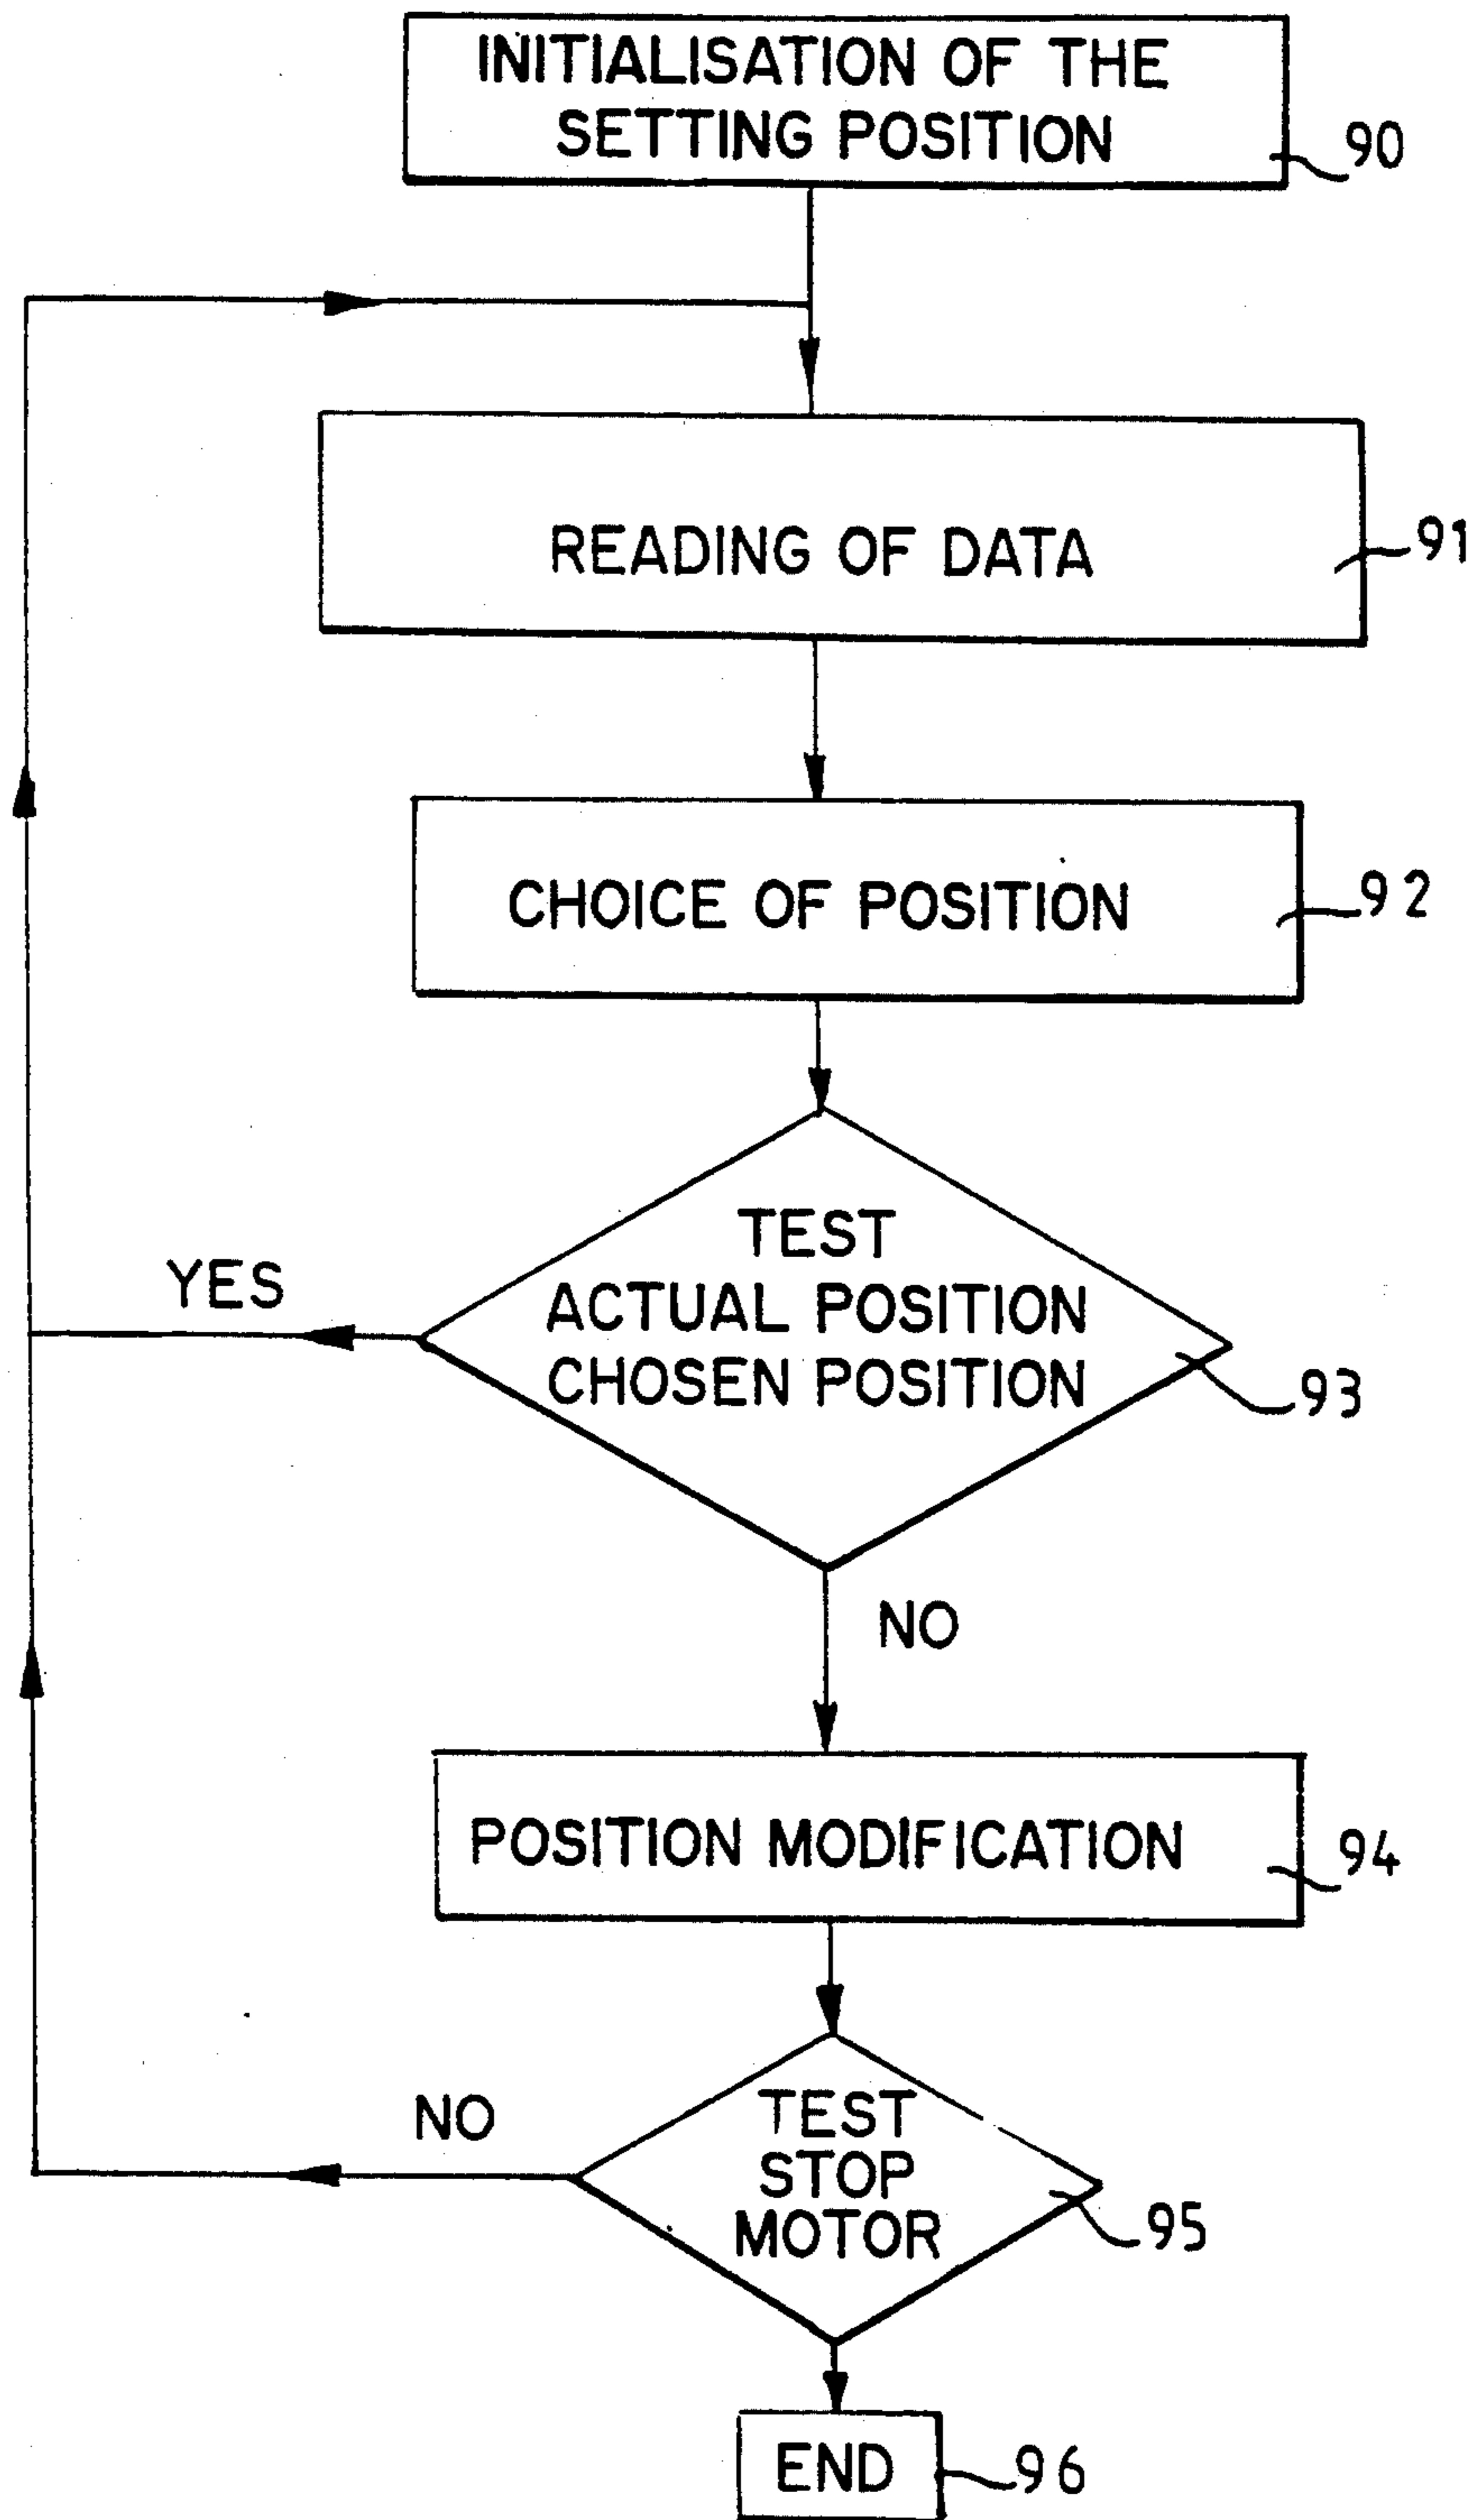 INITIALISATION OF THE
SETTING POSITION
90
READING OF DATA
91
CHOICE OF POSITION
92
TEST
ACTUAL POSITION
CHOSEN POSITION
93
YES
NO
POSITION MODIFICATION
94
TEST
STOP
MOTOR
95
NO
END
96